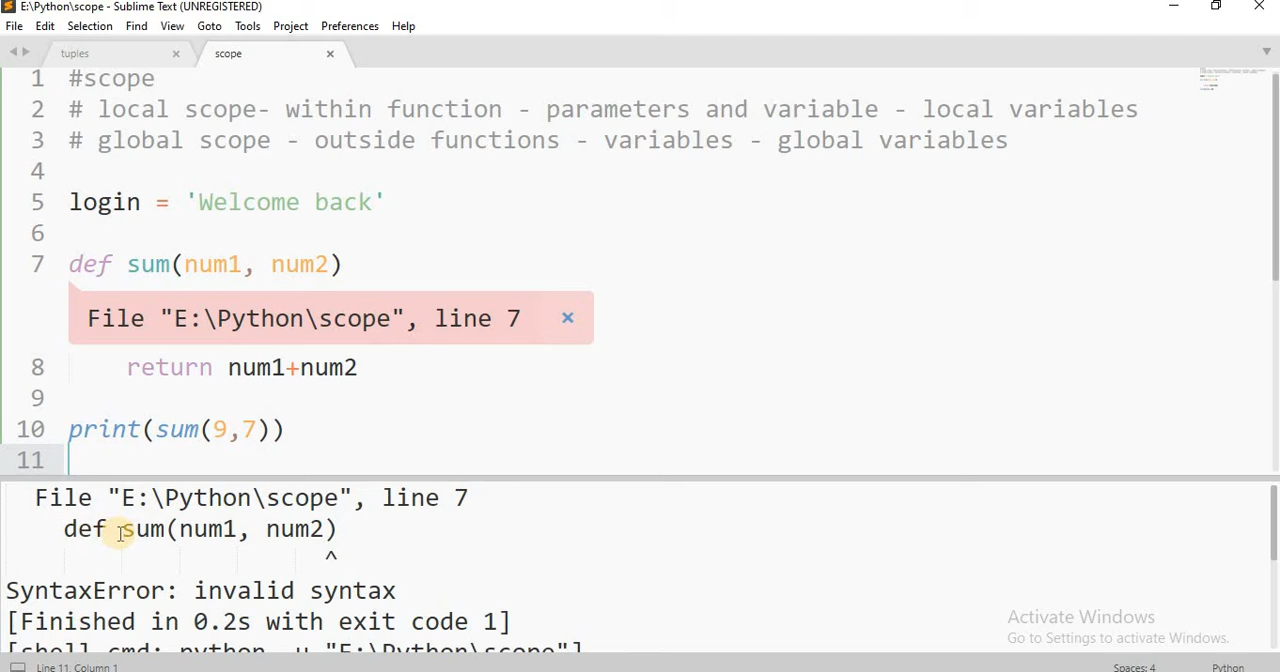 E:\Python\scope - Sublime Text (UNREGISTERED)
File Edit Selection Find View Goto Tools Project Preferences Help
tuples × scope ×
1 #scope
2 # local scope- within function - parameters and variable - local variables
3 # global scope - outside functions - variables - global variables
4
5 login = 'Welcome back'
6
7 def sum(num1, num2)
File "E:\Python\scope", line 7 ×
8 return num1+num2
9
10 print(sum(9,7))
11
File "E:\Python\scope", line 7
def sum(num1, num2)
^
SyntaxError: invalid syntax
[Finished in 0.2s with exit code 1]
[shell_cmd: python -u "E:\Python\scope"]
Activate Windows
Go to Settings to activate Windows.
Line 11, Column 1 Spaces: 4 Python